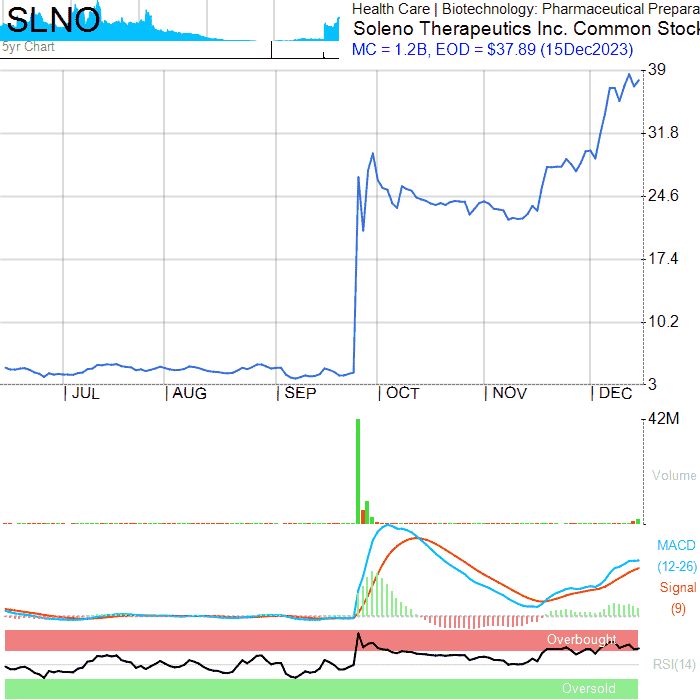 SLNO
5yr Chart
Health Care | Biotechnology: Pharmaceutical Prepara
Soleno Therapeutics Inc. Common Stock
MC = 1.2B, EOD = $37.89 (15Dec2023)
39
31.8
24.6
17.4
10.2
3
JUL AUG SEP OCT NOV DEC
42M
Volume
MACD
(12-26)
Signal
(9)
Overbought
RSI(14)
Oversold